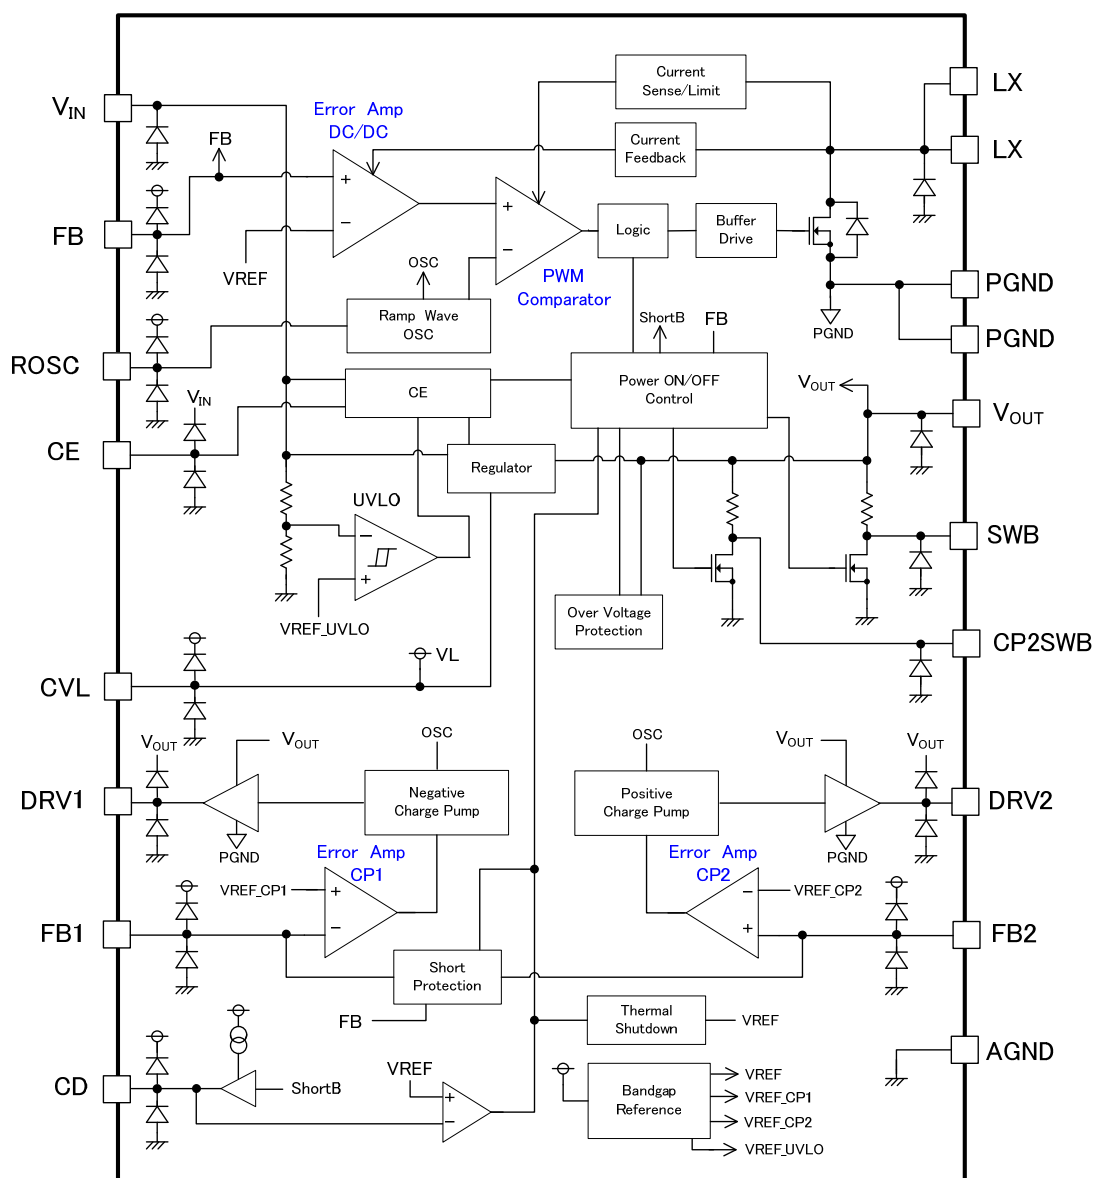 Current
Sense/Limit
LX
VIN
Error Amp
DC/DC
FB
Current
Feedback
LX
FB
Logic
Buffer
Drive
VREF
OSC
PWM
Comparator
PGND
Ramp Wave
OSC
ShortB
FB
PGND
PGND
ROSC
VIN
CE
Power ON/OFF
Control
VOUT
VOUT
CE
Regulator
UVLO
SWB
VREF_UVLO
Over Voltage
Protection
CP2SWB
VL
CVL
VOUT
VOUT
OSC
OSC
VOUT
VOUT
DRV1
Negative
Charge Pump
Positive
Charge Pump
DRV2
PGND
PGND
Error Amp
CP1
Error Amp
CP2
VREF_CP1
VREF_CP2
FB1
FB2
Short
Protection
FB
Thermal
Shutdown
VREF
AGND
CD
ShortB
VREF
Bandgap
Reference
VREF
VREF_CP1
VREF_CP2
VREF_UVLO